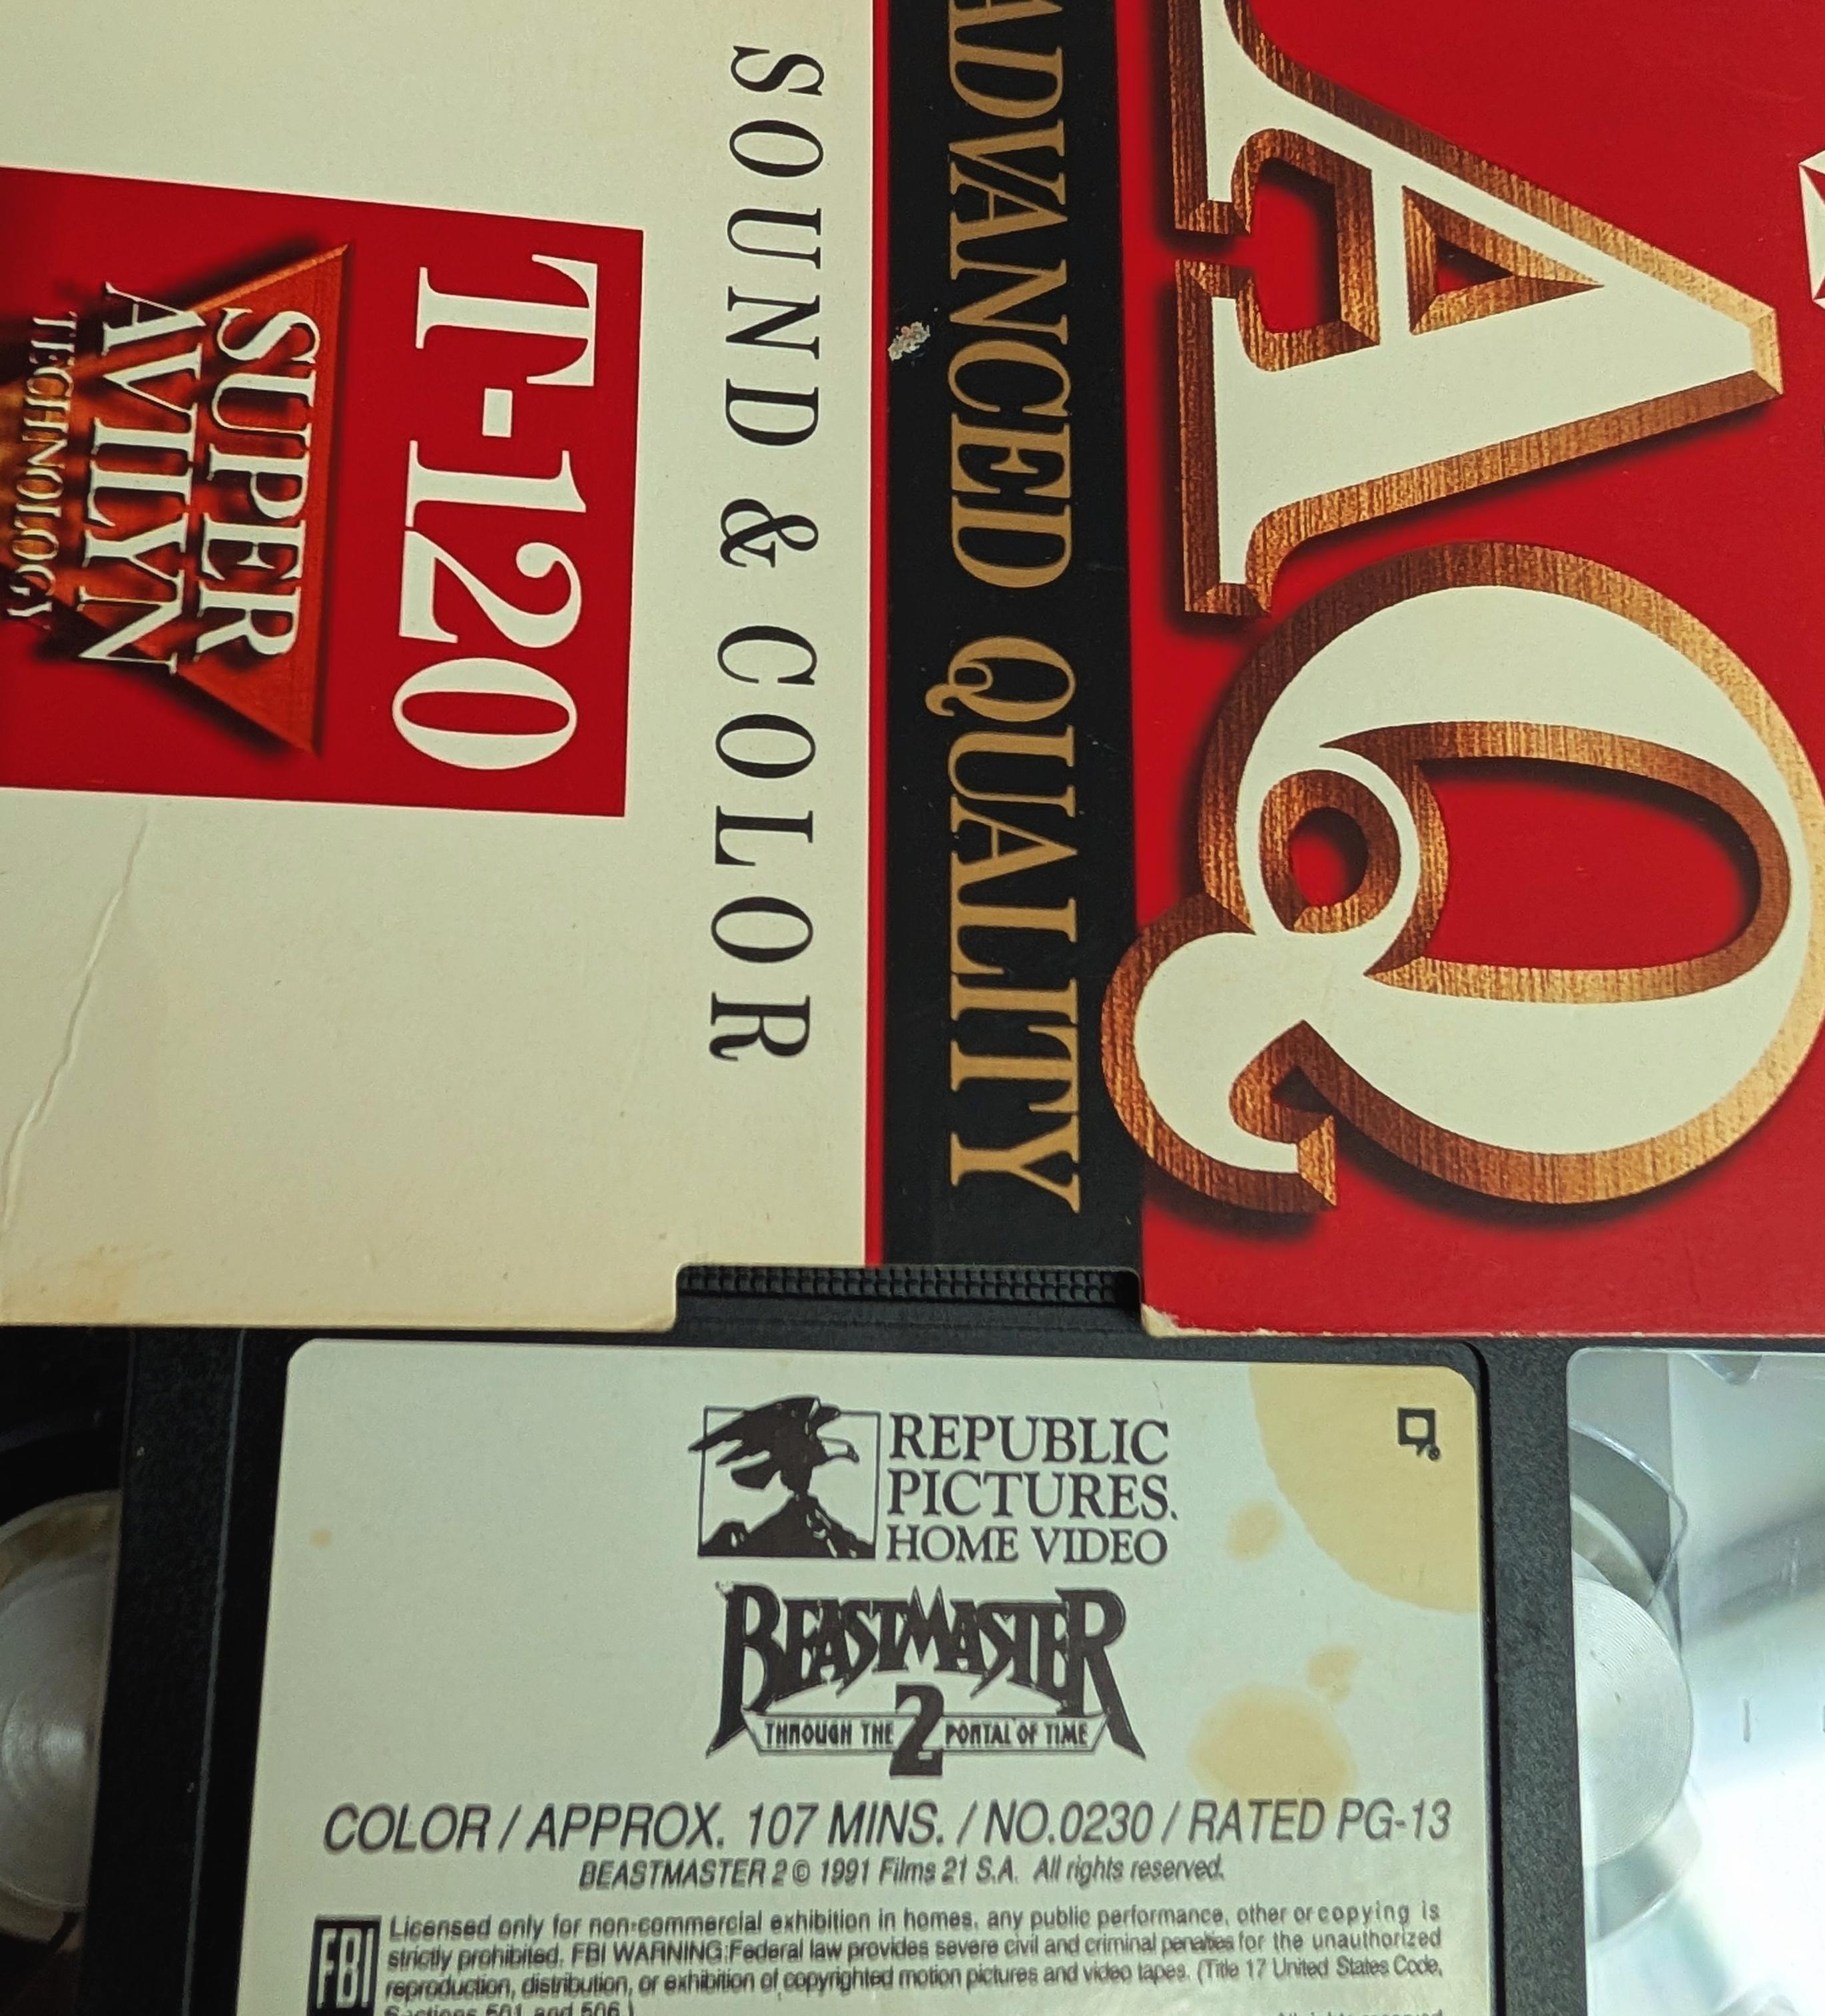 AQ
ADVANCED QUALITY
SOUND & COLOR
T-120
SUPER
AVILYN
TECHNOLOGY
REPUBLIC
PICTURES.
HOME VIDEO
BEASTMASTER
2
THROUGH THE PORTAL OF TIME
COLOR / APPROX. 107 MINS. / NO.0230 / RATED PG-13
BEASTMASTER 2 © 1991 Films 21 S.A. All rights reserved.
FBI
Licensed only for non-commercial exhibition in homes, any public performance, other or copying is
strictly prohibited. FBI WARNING: Federal law provides severe civil and criminal penalties for the unauthorized
reproduction, distribution, or exhibition of copyrighted motion pictures and video tapes. (Title 17 United States Code,
Sections 501 and 506.)